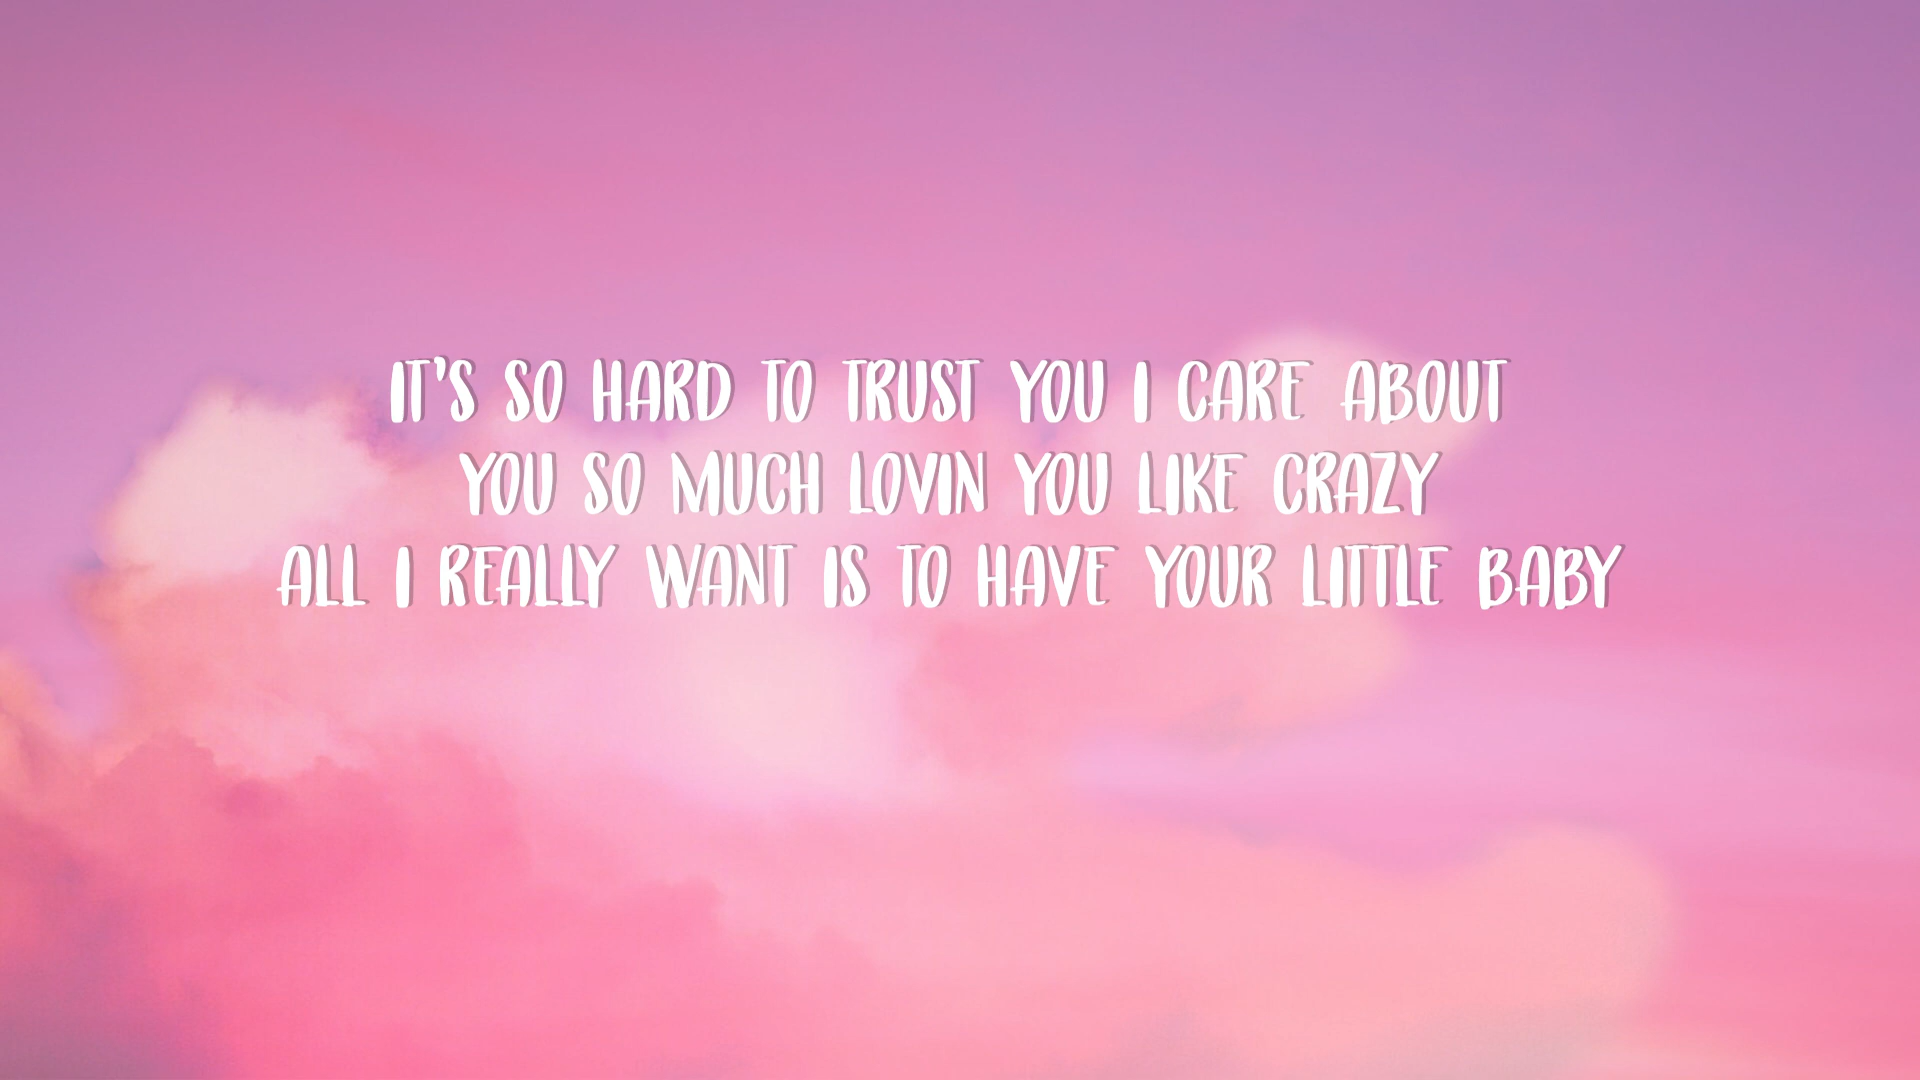 IT'S SO HARD TO TRUST YOU I CARE ABOUT
YOU SO MUCH LOVIN YOU LIKE CRAZY
ALL I REALLY WANT IS TO HAVE YOUR LITTLE BABY